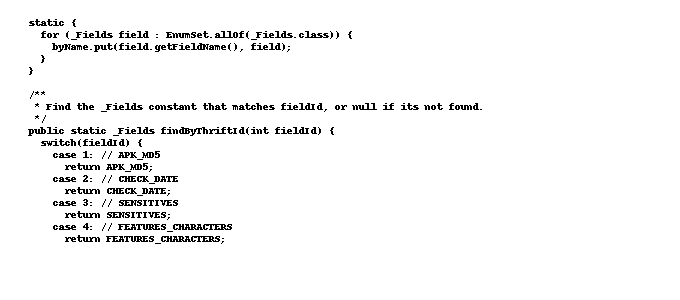 static {
for (_Fields field : EnumSet.allOf(_Fields.class)) {
byName.put(field.getFieldName(), field);
}
}
/**
* Find the _Fields constant that matches fieldId, or null if its not found.
*/
public static _Fields findByThriftId(int fieldId) {
switch(fieldId) {
case 1: // APK_MD5
return APK_MD5;
case 2: // CHECK_DATE
return CHECK_DATE;
case 3: // SENSITIVES
return SENSITIVES;
case 4: // FEATURES_CHARACTERS
return FEATURES_CHARACTERS;